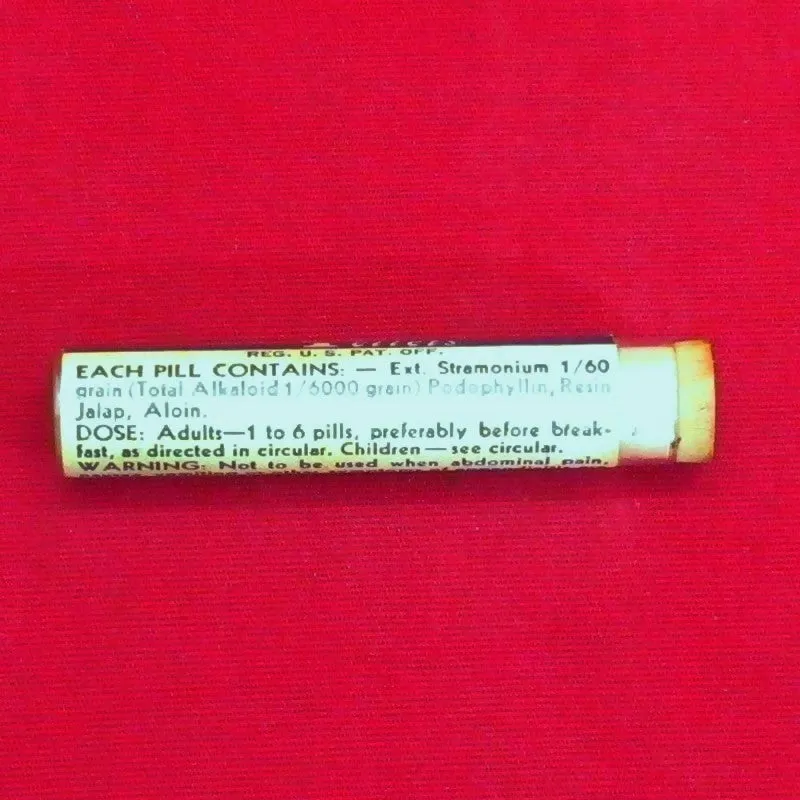 REG. U. S. PAT. OFF.
EACH PILL CONTAINS: — Ext. Stramonium 1/60
grain (Total Alkaloid 1/6000 grain) Podophyllin, Resin
Jalap, Aloin.
DOSE: Adults—1 to 6 pills, preferably before break-
fast, as directed in circular. Children — see circular.
WARNING: Not to be used when abdominal pain,